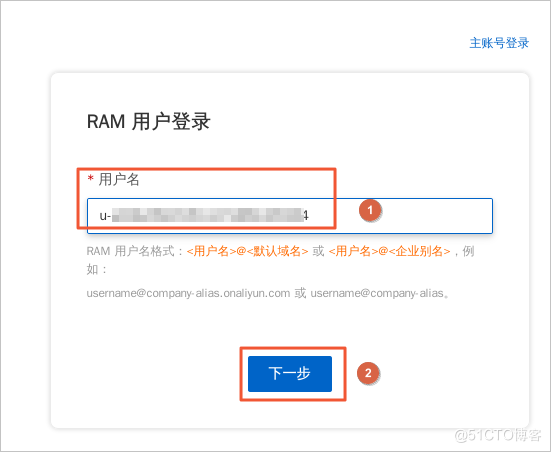 主账号登录
RAM 用户登录
* 用户名
u-
4
1
RAM 用户名格式：<用户名>@<默认域名> 或 <用户名>@<企业别名>，例
如：
username@company-alias.onaliyun.com 或 username@company-alias。
下一步
2
@51CTO博客